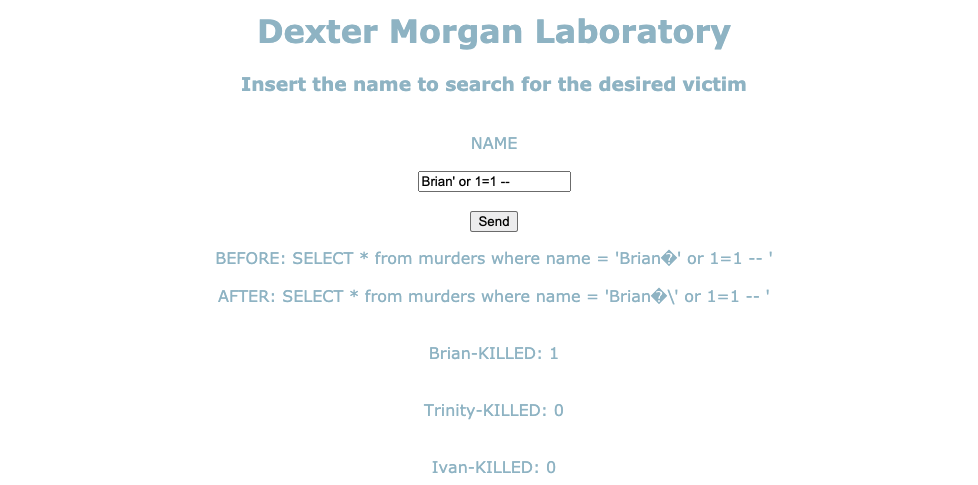 Dexter Morgan Laboratory
Insert the name to search for the desired victim
NAME
Brian' or 1=1 --
Send
BEFORE: SELECT * from murders where name = 'Brian�' or 1=1 -- '
AFTER: SELECT * from murders where name = 'Brian�\' or 1=1 -- '
Brian-KILLED: 1
Trinity-KILLED: 0
Ivan-KILLED: 0